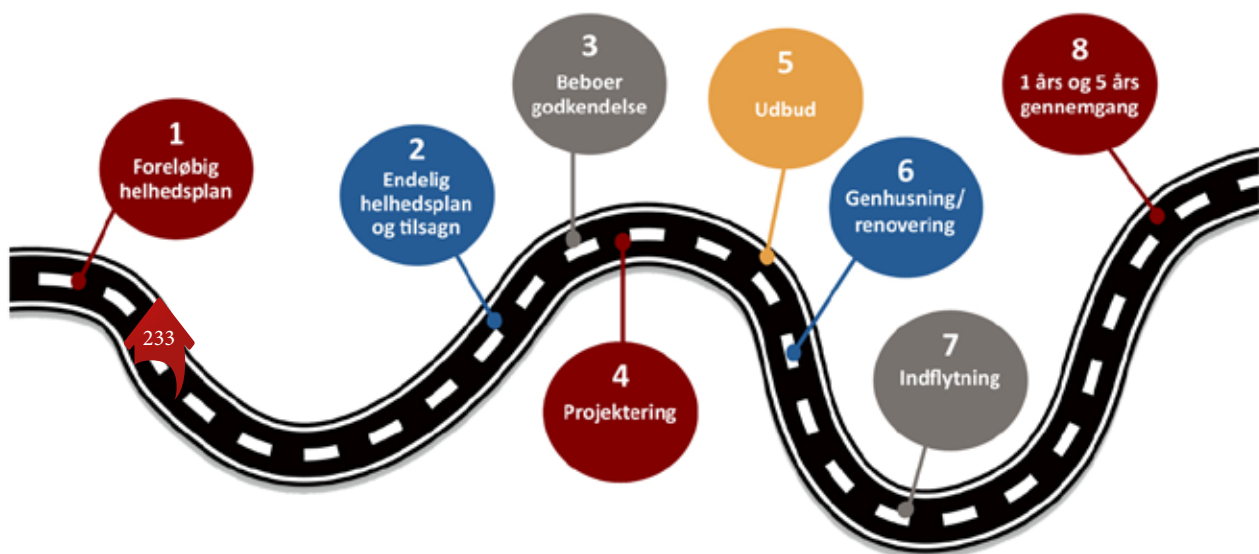 1
Foreløbig
helhedsplan
233
2
Endelig
helhedsplan
og tilsagn
3
Beboer
godkendelse
4
Projektering
5
Udbud
6
Genhusning/
renovering
7
Indflytning
8
1 års og 5 års
gennemgang